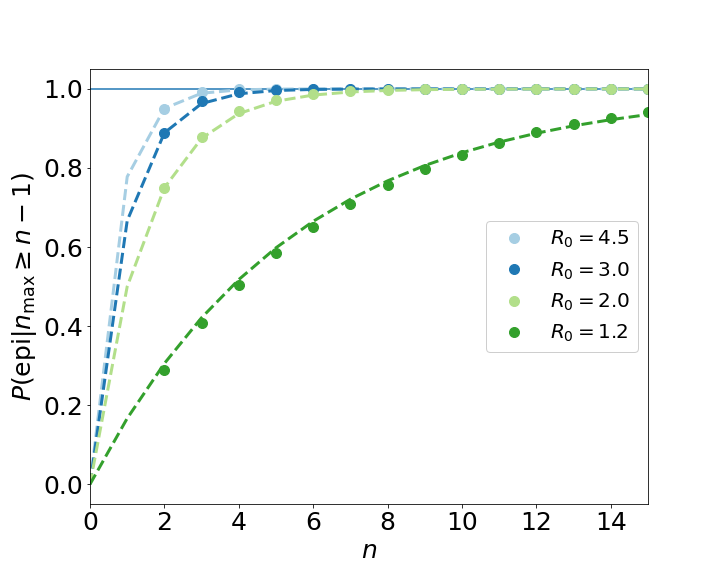 P(epi|n_max ≥ n − 1)
1.0
0.8
0.6
0.4
0.2
0.0
R_0 = 4.5
R_0 = 3.0
R_0 = 2.0
R_0 = 1.2
0 2 4 6 8 10 12 14
n